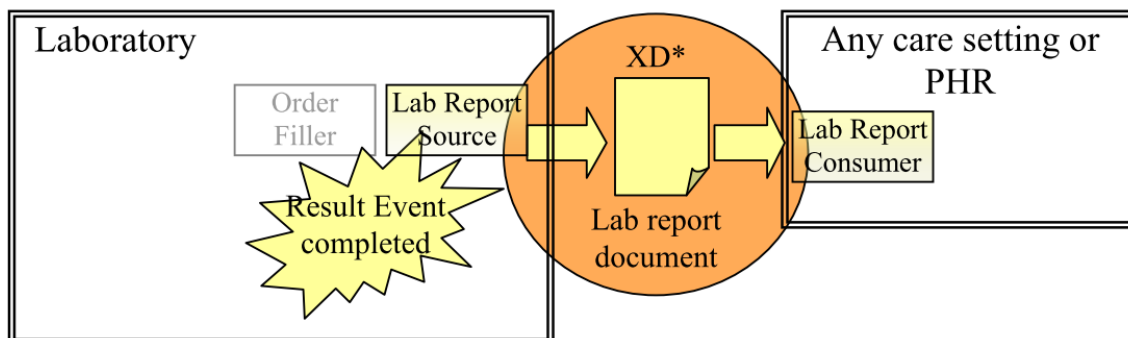 Laboratory
Order
Filler
Lab Report
Source
Result Event
completed
XD*
Lab report
document
Any care setting or
PHR
Lab Report
Consumer